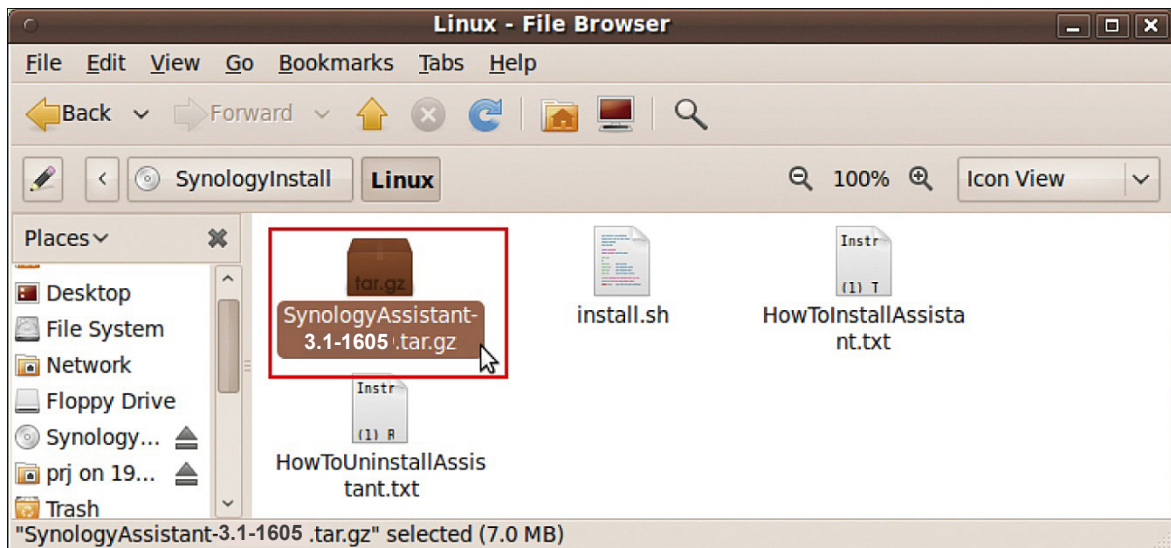 Linux - File Browser
File Edit View Go Bookmarks Tabs Help
Back Forward
SynologyInstall Linux 100% Icon View
Places
Desktop
File System
Network
Floppy Drive
Synology...
prj on 19...
Trash
tar.gz
SynologyAssistant-
3.1-1605 .tar.gz
install.sh
Instr
(1) T
HowToInstallAssista
nt.txt
Instr
(1) R
HowToUninstallAssis
tant.txt
"SynologyAssistant-3.1-1605 .tar.gz" selected (7.0 MB)